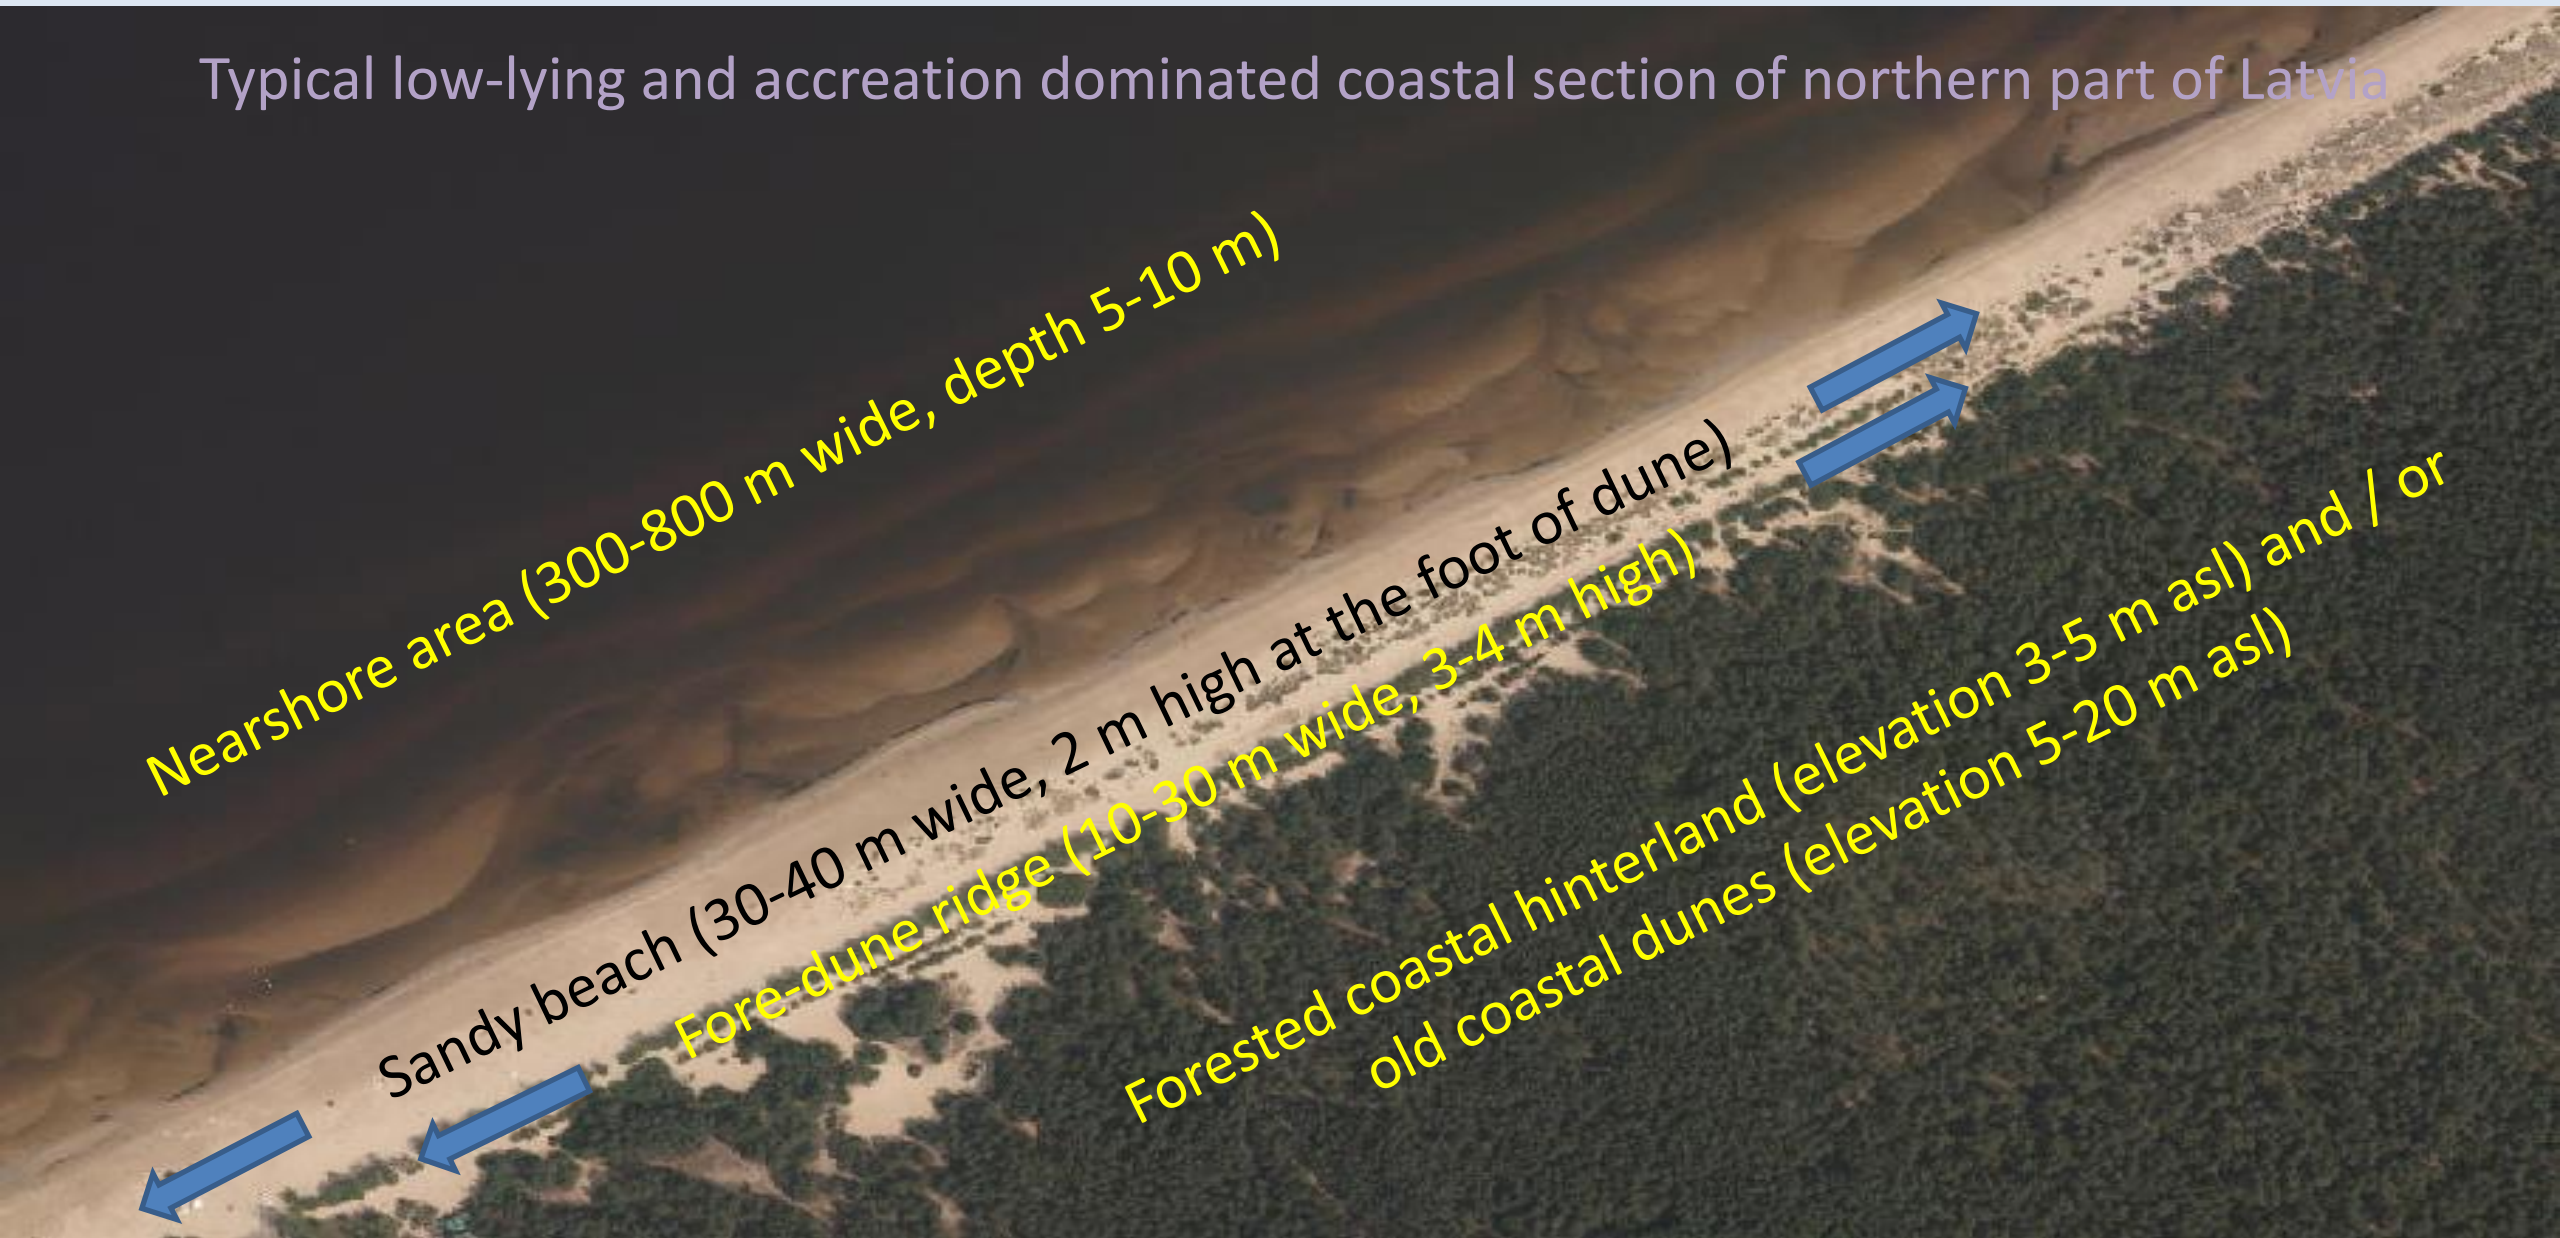 Typical low-lying and accreation dominated coastal section of northern part of Latvia
Nearshore area (300-800 m wide, depth 5-10 m)
Sandy beach (30-40 m wide, 2 m high at the foot of dune)
Fore-dune ridge (10-30 m wide, 3-4 m high)
Forested coastal hinterland (elevation 3-5 m asl) and / or
old coastal dunes (elevation 5-20 m asl)